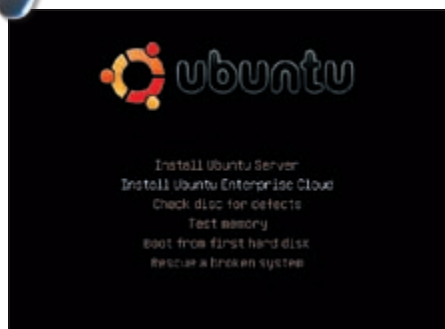 ubuntu
Install Ubuntu Server
Install Ubuntu Enterprise Cloud
Check disc for defects
Test memory
Boot from first hard disk
Rescue a broken system